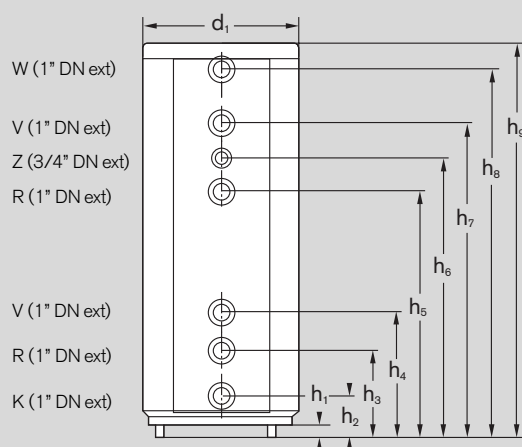 d₁
W (1” DN ext)
V (1” DN ext)
Z (3/4” DN ext)
R (1” DN ext)
V (1” DN ext)
R (1” DN ext)
K (1” DN ext)
h₁
h₂
h₃
h₄
h₅
h₆
h₇
h₈
h₉